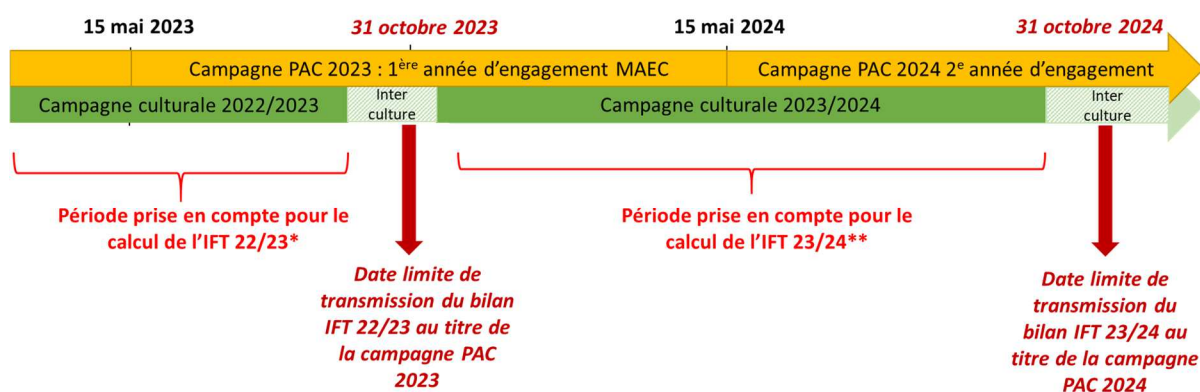 15 mai 2023
31 octobre 2023
15 mai 2024
31 octobre 2024
Campagne PAC 2023 : 1ère année d’engagement MAEC
Campagne PAC 2024 2e année d’engagement
Campagne culturale 2022/2023
Inter
culture
Campagne culturale 2023/2024
Inter
culture
Période prise en compte pour le
calcul de l’IFT 22/23*
Période prise en compte pour le
calcul de l’IFT 23/24**
Date limite de
transmission du bilan
IFT 22/23 au titre de
la campagne PAC
2023
Date limite de
transmission du
bilan IFT 23/24 au
titre de la campagne
PAC 2024